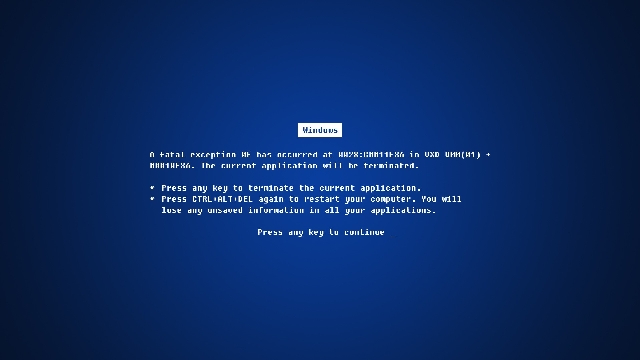 Windows
A fatal exception 0E has occurred at 0028:C0011E36 in VXD VMM(01) +
00010E36. The current application will be terminated.
* Press any key to terminate the current application.
* Press CTRL+ALT+DEL again to restart your computer. You will
lose any unsaved information in all your applications.
Press any key to continue